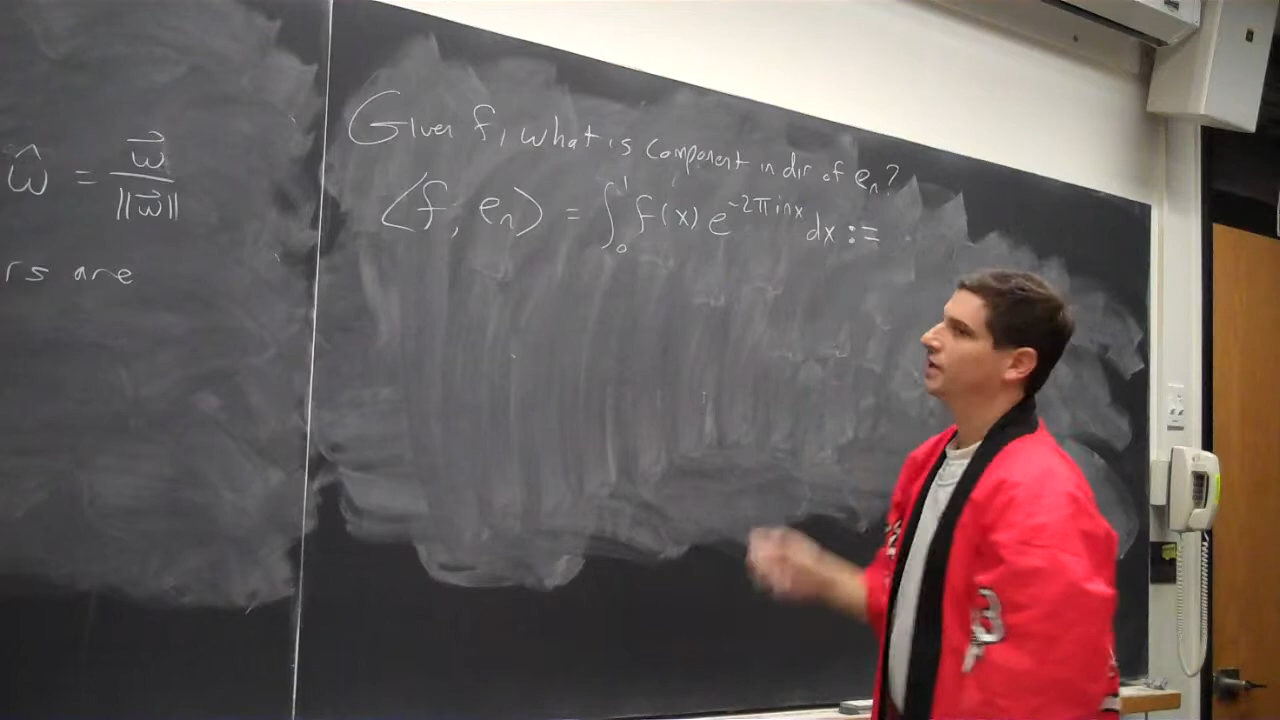 ŵ = w⃗ / ||w⃗||
rs are
Given f, what is component in dir of eₙ?
⟨f, eₙ⟩ = ∫₀¹ f(x) e^{-2πinx} dx :=